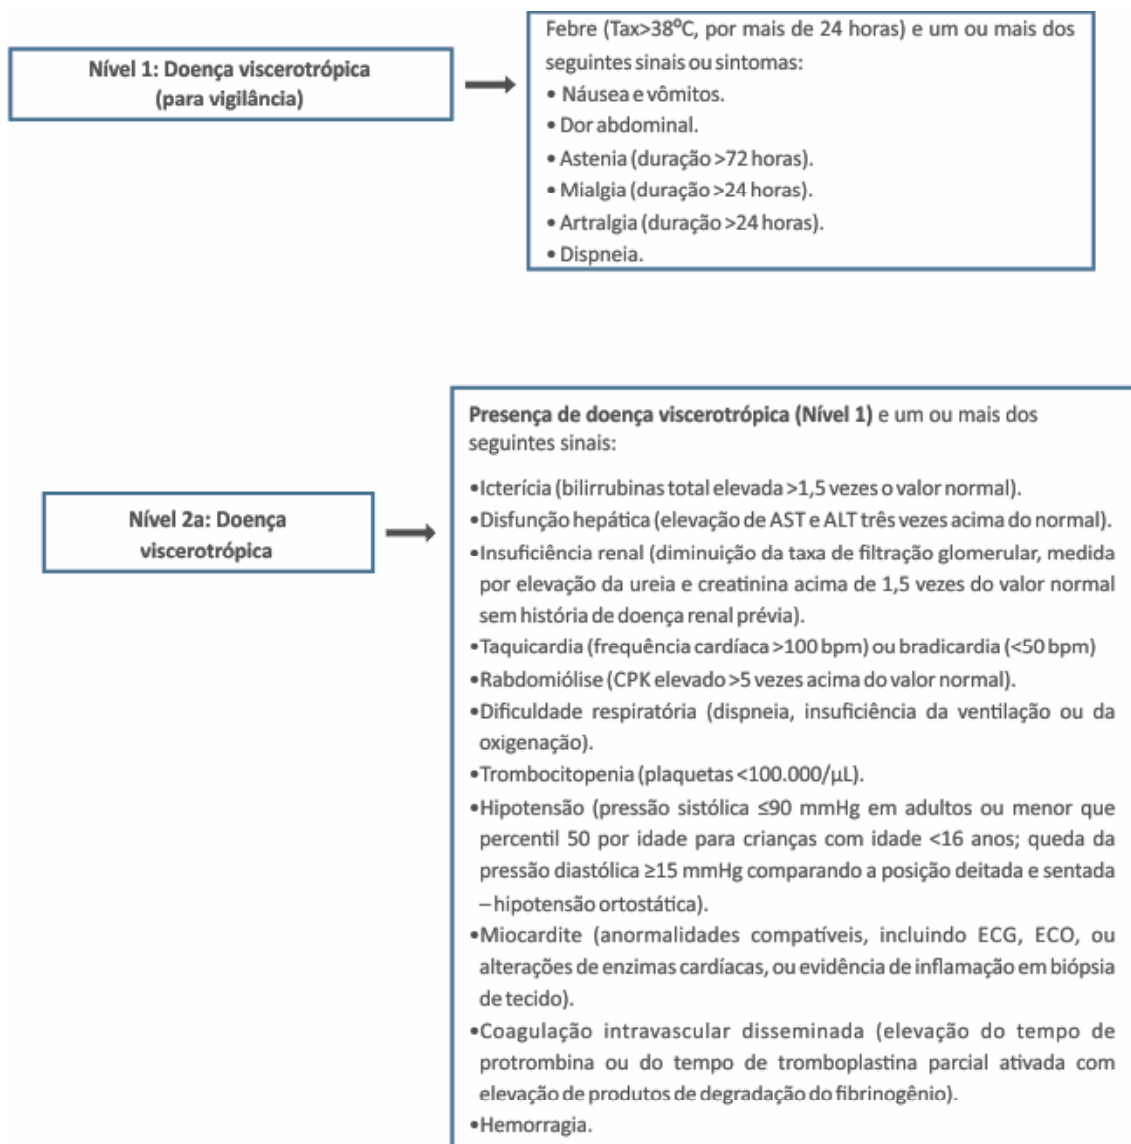 Nível 1: Doença viscerotrópica
(para vigilância)
Febre (Tax>38ºC, por mais de 24 horas) e um ou mais dos
seguintes sinais ou sintomas:
• Náusea e vômitos.
• Dor abdominal.
• Astenia (duração >72 horas).
• Mialgia (duração >24 horas).
• Artralgia (duração >24 horas).
• Dispneia.
Nível 2a: Doença
viscerotrópica
Presença de doença viscerotrópica (Nível 1) e um ou mais dos
seguintes sinais:
•Icterícia (bilirrubinas total elevada >1,5 vezes o valor normal).
•Disfunção hepática (elevação de AST e ALT três vezes acima do normal).
•Insuficiência renal (diminuição da taxa de filtração glomerular, medida
por elevação da ureia e creatinina acima de 1,5 vezes do valor normal
sem história de doença renal prévia).
•Taquicardia (frequência cardíaca >100 bpm) ou bradicardia (<50 bpm)
•Rabdomiólise (CPK elevado >5 vezes acima do valor normal).
•Dificuldade respiratória (dispneia, insuficiência da ventilação ou da
oxigenação).
•Trombocitopenia (plaquetas <100.000/µL).
•Hipotensão (pressão sistólica ≤90 mmHg em adultos ou menor que
percentil 50 por idade para crianças com idade <16 anos; queda da
pressão diastólica ≥15 mmHg comparando a posição deitada e sentada
– hipotensão ortostática).
•Miocardite (anormalidades compatíveis, incluindo ECG, ECO, ou
alterações de enzimas cardíacas, ou evidência de inflamação em biópsia
de tecido).
•Coagulação intravascular disseminada (elevação do tempo de
protrombina ou do tempo de tromboplastina parcial ativada com
elevação de produtos de degradação do fibrinogênio).
•Hemorragia.